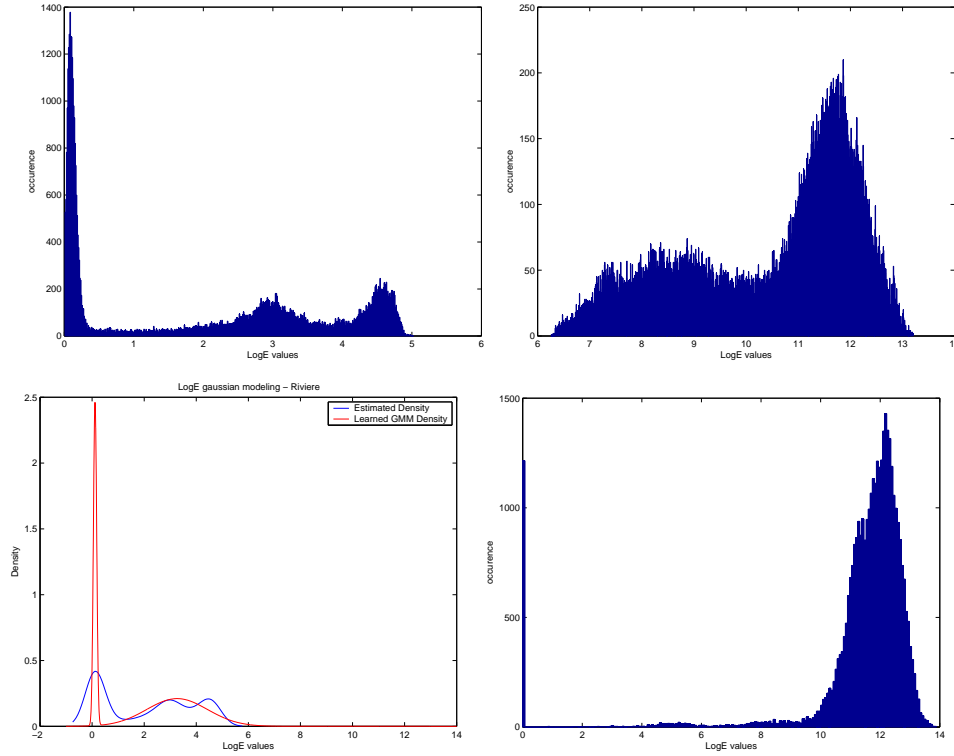 1400
1200
1000
800
600
400
200
0
occurence
0 1 2 3 4 5 6
LogE values
250
200
150
100
50
0
occurence
6 7 8 9 10 11 12 13 14
LogE values
LogE gaussian modeling – Riviere
Estimated Density
Learned GMM Density
2.5
2
1.5
1
0.5
0
Density
−2 0 2 4 6 8 10 12 14
LogE values
1500
1000
500
0
occurence
0 2 4 6 8 10 12 14
LogE values